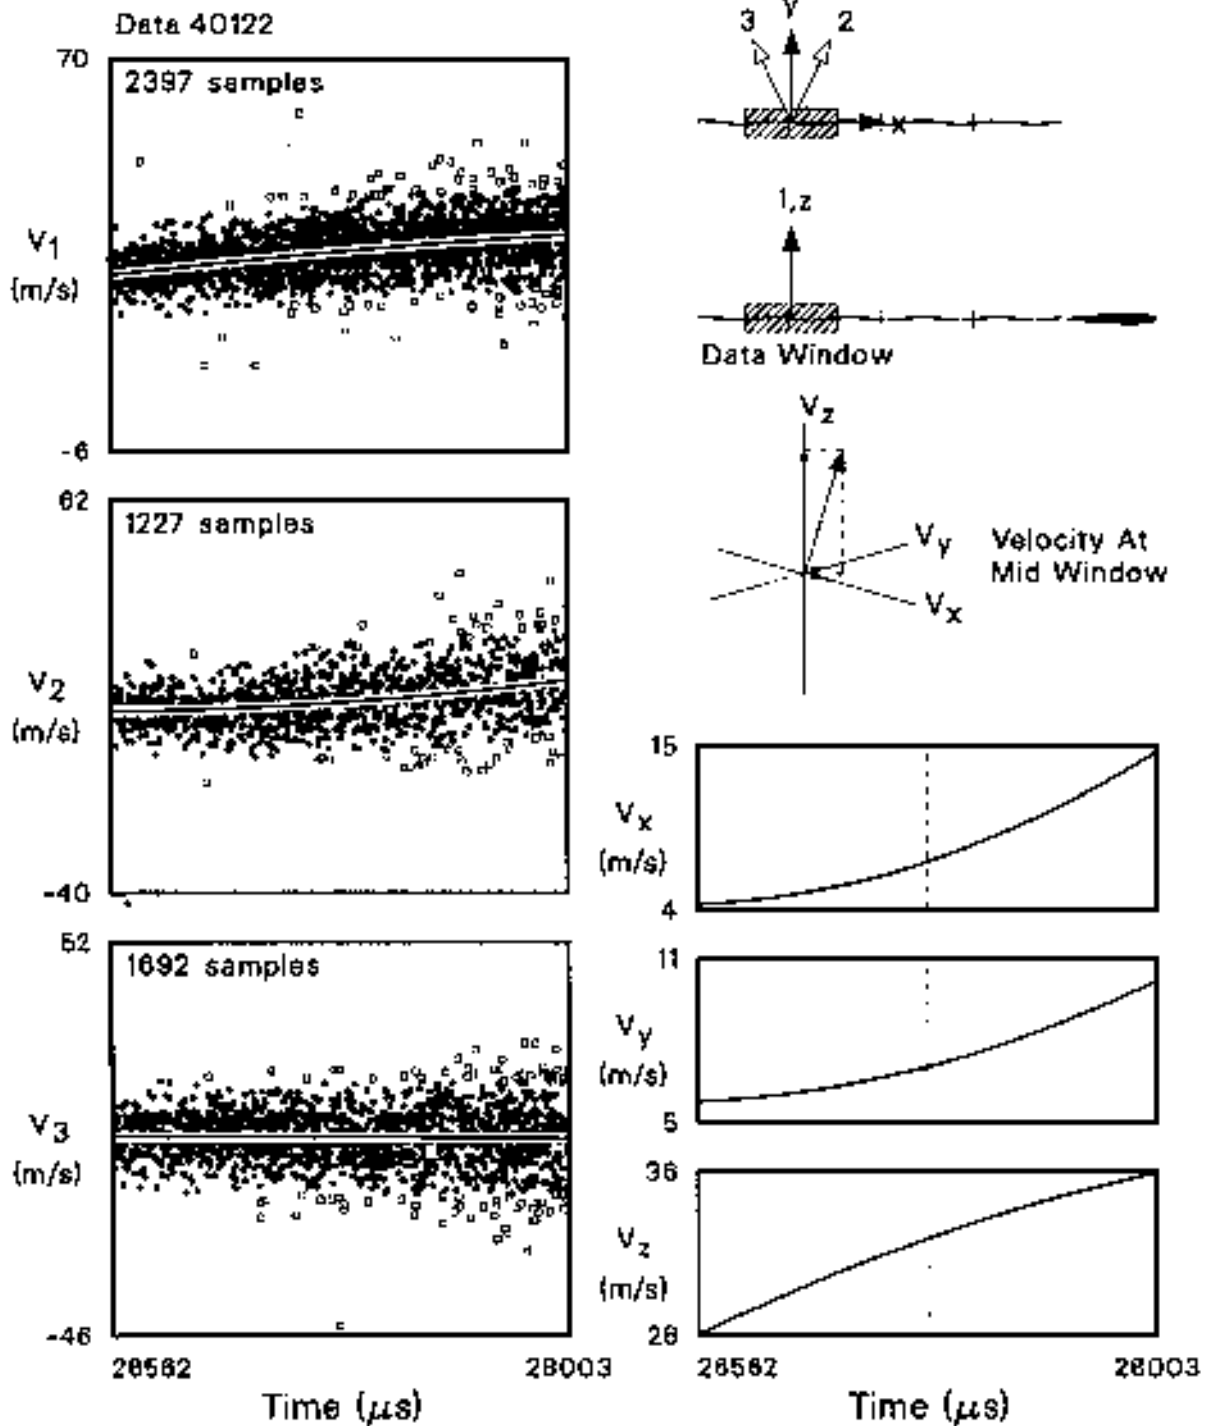 Data 40122
70
2397 samples
V1
(m/s)
-6
62
1227 samples
V2
(m/s)
-40
52
1692 samples
V3
(m/s)
-46
26562
28003
Time (μs)
3
y
2
x
1,z
Data Window
Vz
Vy
Vx
Velocity At
Mid Window
15
Vx
(m/s)
4
11
Vy
(m/s)
5
36
Vz
(m/s)
28
26562
28003
Time (μs)